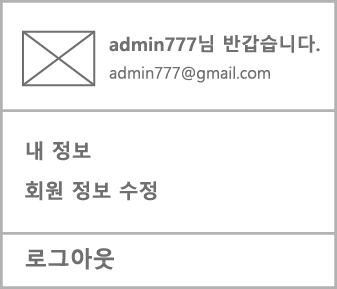 admin777님 반갑습니다.
admin777@gmail.com
내 정보
회원 정보 수정
로그아웃